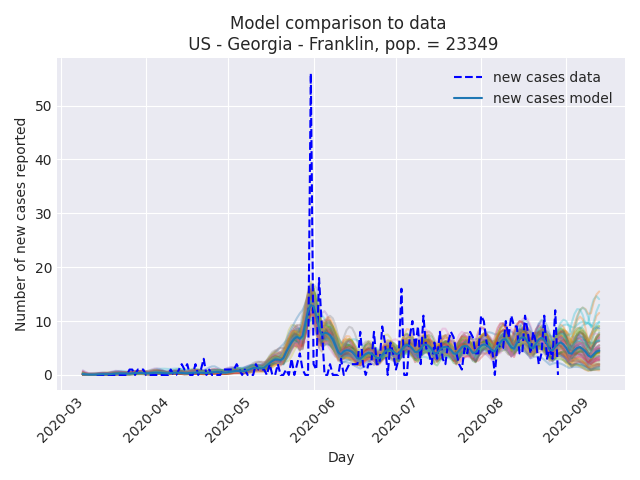 Model comparison to data
US - Georgia - Franklin, pop. = 23349
new cases data
new cases model
Number of new cases reported
50
40
30
20
10
0
2020-03
2020-04
2020-05
2020-06
2020-07
2020-08
2020-09
Day